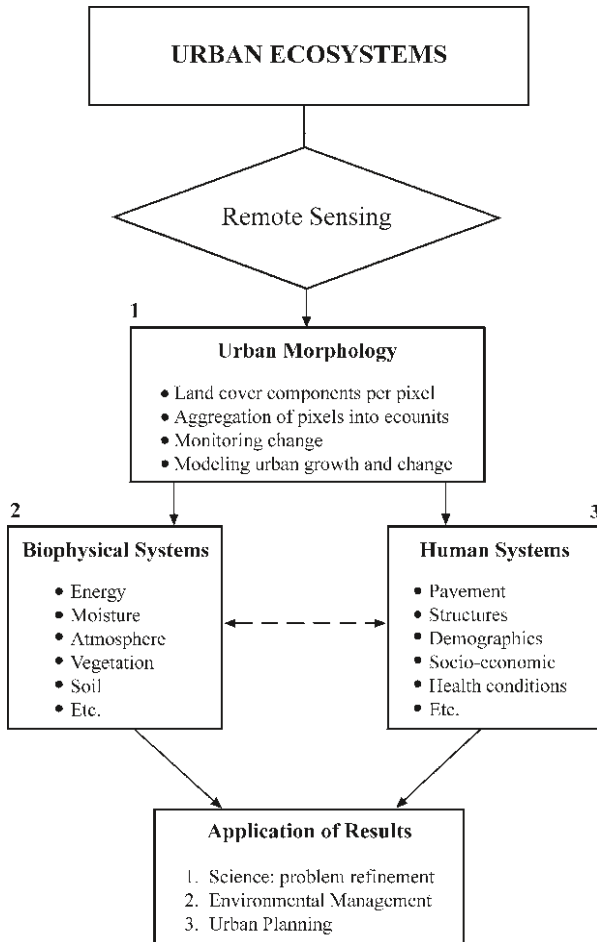 URBAN ECOSYSTEMS
Remote Sensing
1
Urban Morphology
• Land cover components per pixel
• Aggregation of pixels into ecounits
• Monitoring change
• Modeling urban growth and change
2
Biophysical Systems
• Energy
• Moisture
• Atmosphere
• Vegetation
• Soil
• Etc.
3
Human Systems
• Pavement
• Structures
• Demographics
• Socio-economic
• Health conditions
• Etc.
Application of Results
1. Science: problem refinement
2. Environmental Management
3. Urban Planning